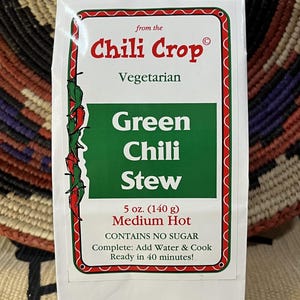 from the
Chili Crop©
Vegetarian
Green
Chili
Stew
5 oz. (140 g)
Medium Hot
CONTAINS NO SUGAR
Complete: Add Water & Cook
Ready in 40 minutes!